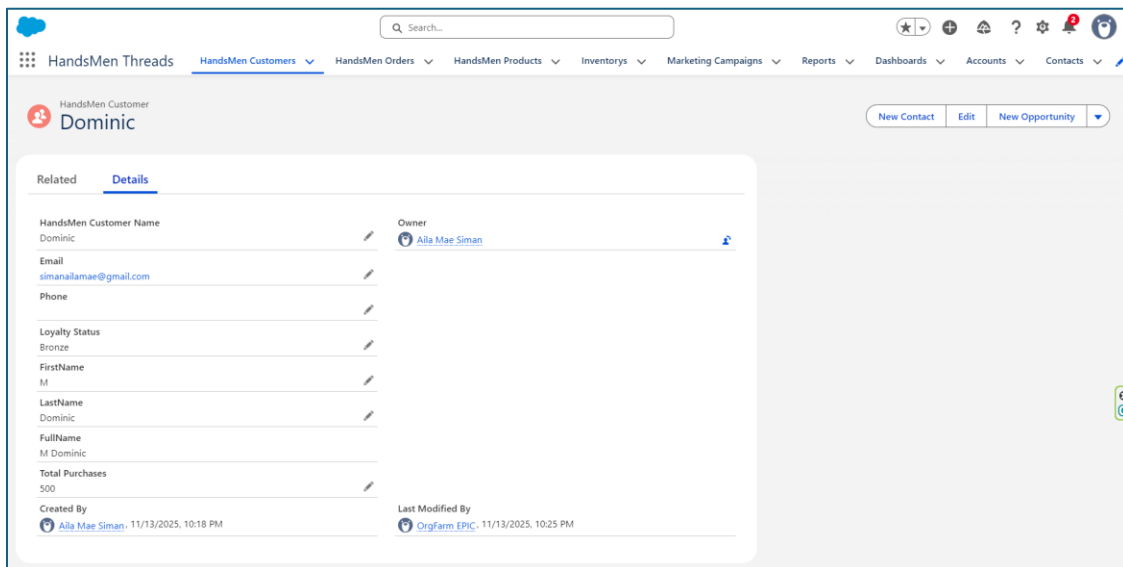 Search...
2
HandsMen Threads HandsMen Customers HandsMen Orders HandsMen Products Inventorys Marketing Campaigns Reports Dashboards Accounts Contacts
HandsMen Customer
Dominic
New Contact Edit New Opportunity
Related Details
HandsMen Customer Name
Dominic
Owner
Aila Mae Siman
Email
simanailamae@gmail.com
Phone
Loyalty Status
Bronze
FirstName
M
LastName
Dominic
FullName
M Dominic
Total Purchases
500
Created By
Aila Mae Siman, 11/13/2025, 10:18 PM
Last Modified By
OrgFarm EPIC, 11/13/2025, 10:25 PM